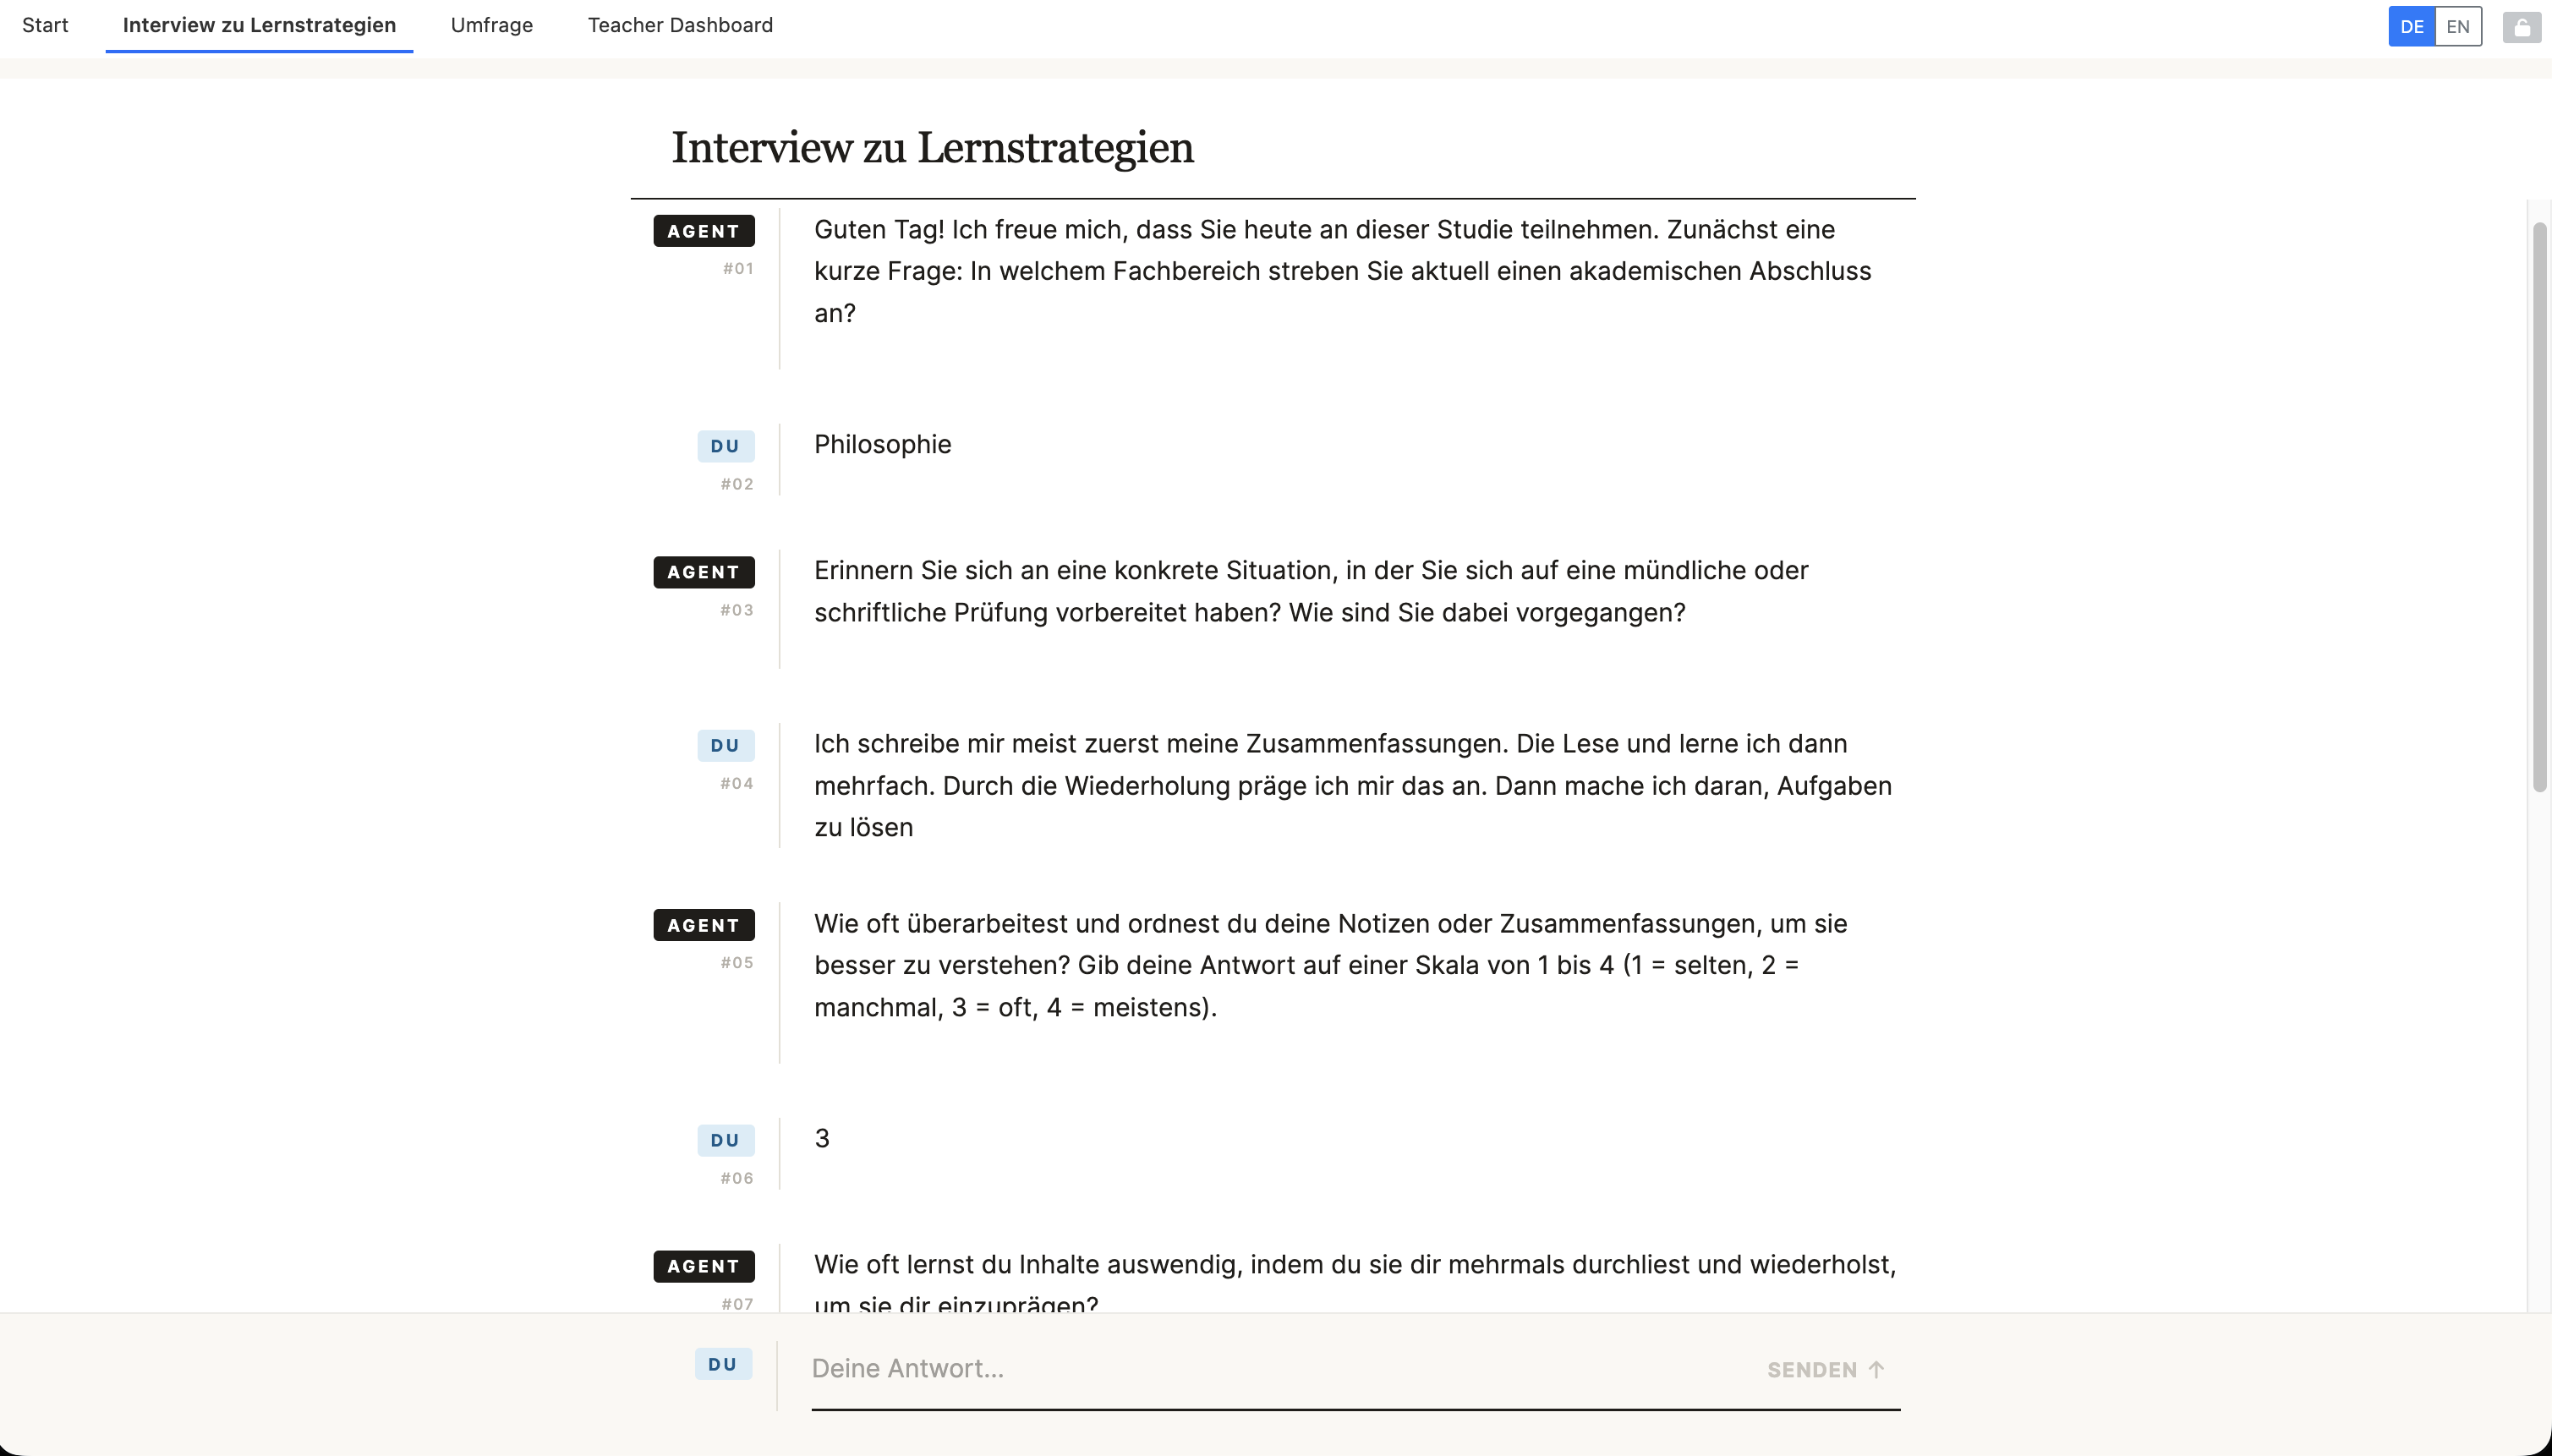 Start Interview zu Lernstrategien Umfrage Teacher Dashboard DE EN
Interview zu Lernstrategien
AGENT
#01
Guten Tag! Ich freue mich, dass Sie heute an dieser Studie teilnehmen. Zunächst eine
kurze Frage: In welchem Fachbereich streben Sie aktuell einen akademischen Abschluss
an?
DU
#02
Philosophie
AGENT
#03
Erinnern Sie sich an eine konkrete Situation, in der Sie sich auf eine mündliche oder
schriftliche Prüfung vorbereitet haben? Wie sind Sie dabei vorgegangen?
DU
#04
Ich schreibe mir meist zuerst meine Zusammenfassungen. Die Lese und lerne ich dann
mehrfach. Durch die Wiederholung präge ich mir das an. Dann mache ich daran, Aufgaben
zu lösen
AGENT
#05
Wie oft überarbeitest und ordnest du deine Notizen oder Zusammenfassungen, um sie
besser zu verstehen? Gib deine Antwort auf einer Skala von 1 bis 4 (1 = selten, 2 =
manchmal, 3 = oft, 4 = meistens).
DU
#06
3
AGENT
#07
Wie oft lernst du Inhalte auswendig, indem du sie dir mehrmals durchliest und wiederholst,
um sie dir einzuprägen?
DU
Deine Antwort...
SENDEN ↑